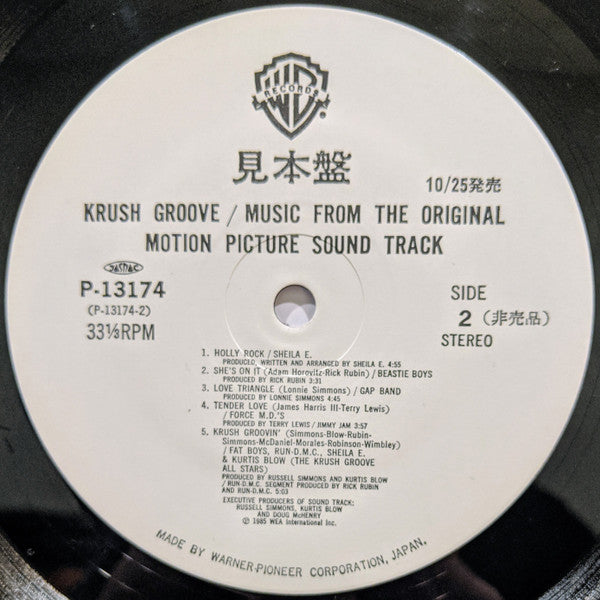 WB
RECORDS
®
見本盤
10/25発売
KRUSH GROOVE / MUSIC FROM THE ORIGINAL
MOTION PICTURE SOUND TRACK
JASRAC
P-13174
(P-13174-2)
33⅓RPM
SIDE
2 (非売品)
STEREO
1. HOLLY ROCK / SHEILA E.
PRODUCED, WRITTEN AND ARRANGED BY SHEILA E. 4:55
2. SHE'S ON IT (Adam Horovitz-Rick Rubin) / BEASTIE BOYS
PRODUCED BY RICK RUBIN 3:31
3. LOVE TRIANGLE (Lonnie Simmons) / GAP BAND
PRODUCED BY LONNIE SIMMONS 4:45
4. TENDER LOVE (James Harris III-Terry Lewis)
/ FORCE M.D.'S
PRODUCED BY TERRY LEWIS / JIMMY JAM 3:57
5. KRUSH GROOVIN' (Simmons-Blow-Rubin-
Simmons-McDaniel-Morales-Robinson-Wimbley)
/ FAT BOYS, RUN-D.M.C., SHEILA E.
& KURTIS BLOW (THE KRUSH GROOVE
ALL STARS)
PRODUCED BY RUSSELL SIMMONS AND KURTIS BLOW
/ RUN-D.M.C. SEGMENT PRODUCED BY RICK RUBIN
AND RUN-D.M.C. 5:03
EXECUTIVE PRODUCERS OF SOUND TRACK:
RUSSELL SIMMONS, KURTIS BLOW
AND DOUG McHENRY
Ⓟ 1985 WEA International Inc.
MADE BY WARNER-PIONEER CORPORATION, JAPAN.